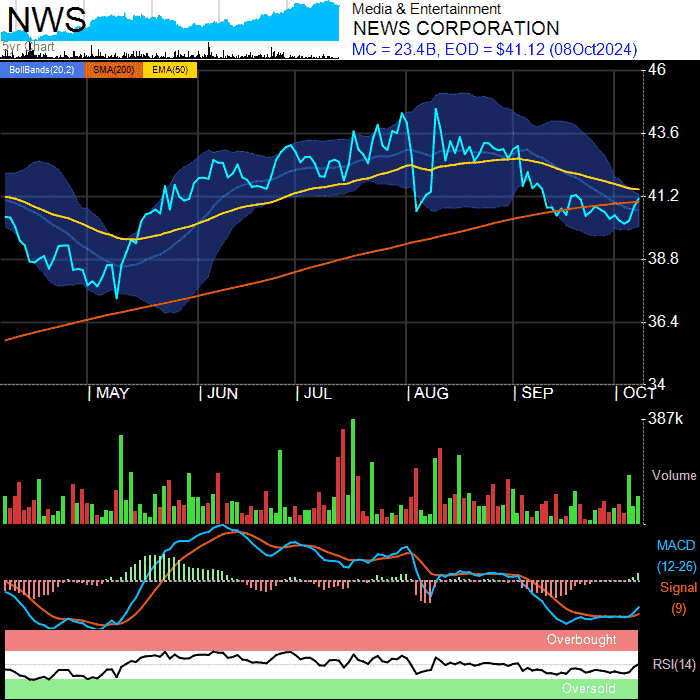 NWS
5yr Chart
Media & Entertainment
NEWS CORPORATION
MC = 23.4B, EOD = $41.12 (08Oct2024)
BollBands(20,2) SMA(200) EMA(50)
46
43.6
41.2
38.8
36.4
34
MAY JUN JUL AUG SEP OCT
387k
Volume
MACD
(12-26)
Signal
(9)
Overbought
RSI(14)
Oversold